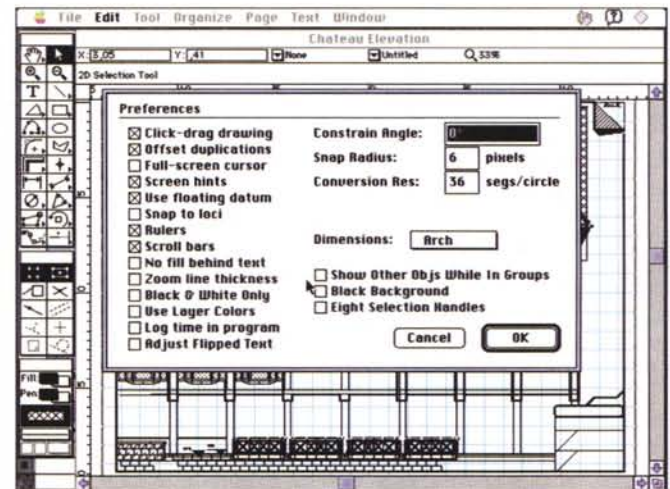 File Edit Tool Organize Page Text Window
Chateau Elevation
X: 3,05 Y: ,41 None Untitled 33%
2D Selection Tool
Preferences
Click-drag drawing
Offset duplications
Full-screen cursor
Screen hints
Use floating datum
Snap to loci
Rulers
Scroll bars
No fill behind text
Zoom line thickness
Black & White Only
Use Layer Colors
Log time in program
Adjust Flipped Text
Constrain Angle: 0°
Snap Radius: 6 pixels
Conversion Res: 36 segs/circle
Dimensions: Arch
Show Other Objs While In Groups
Black Background
Eight Selection Handles
Cancel OK
Fill:
Pen: